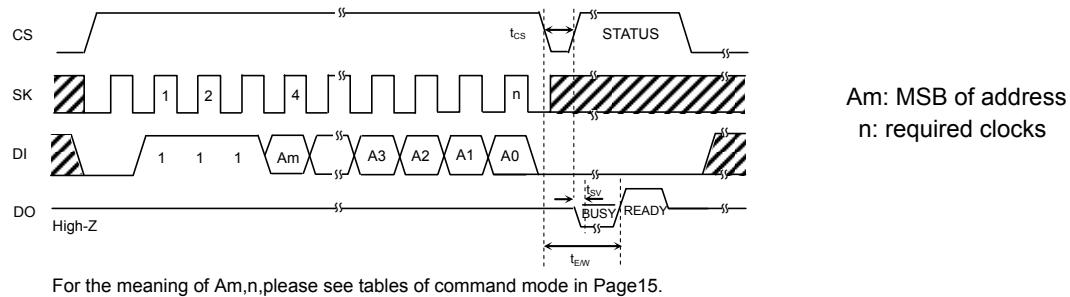 CS
tCS
STATUS
SK
1
2
4
n
DI
1 1 1 Am A3 A2 A1 A0
tSV
DO
BUSY
READY
High-Z
tE/W
Am: MSB of address
n: required clocks
For the meaning of Am,n,please see tables of command mode in Page15.